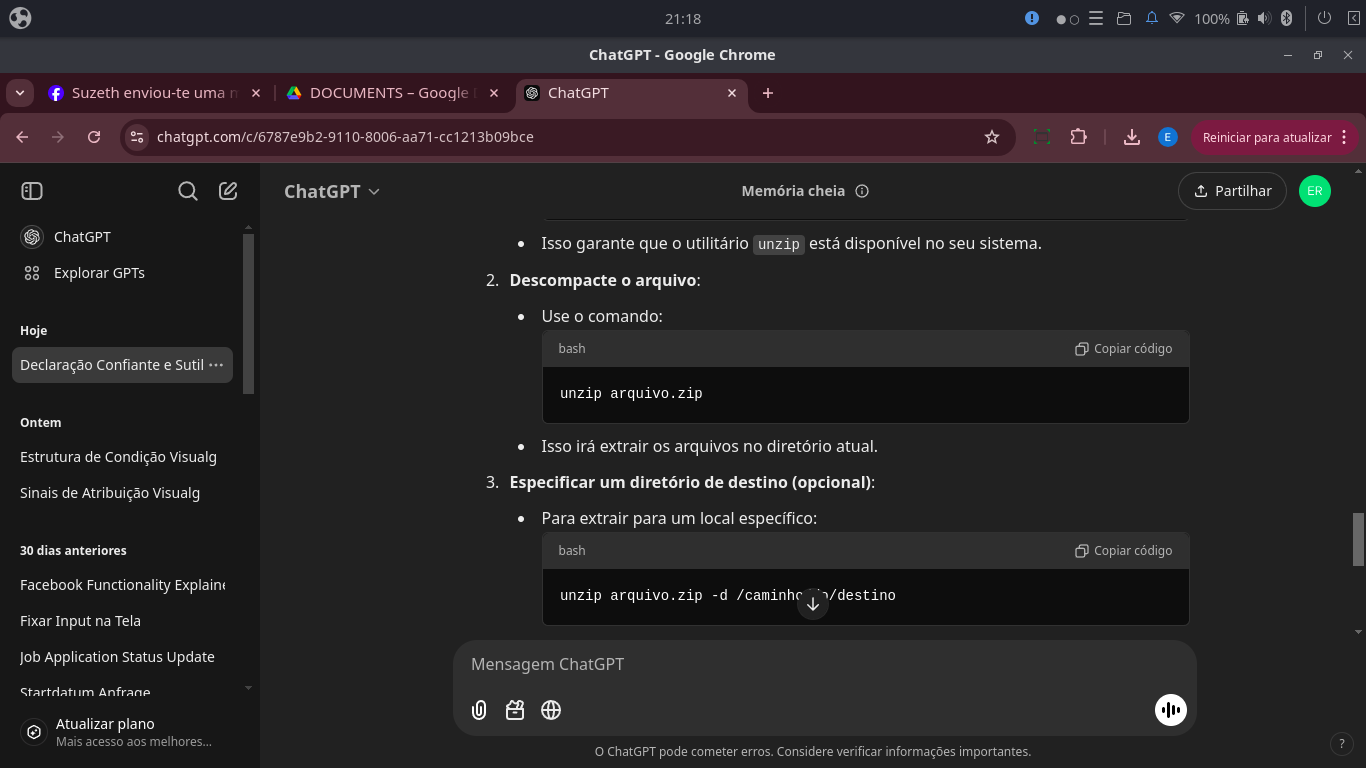 21:18
100%
ChatGPT - Google Chrome
Suzeth enviou-te uma
DOCUMENTS – Google
ChatGPT
chatgpt.com/c/6787e9b2-9110-8006-aa71-cc1213b09bce
E
Reiniciar para atualizar
ChatGPT
Memória cheia
Partilhar
ER
ChatGPT
Explorar GPTs
Hoje
Declaração Confiante e Sutil
Ontem
Estrutura de Condição Visualg
Sinais de Atribuição Visualg
30 dias anteriores
Facebook Functionality Explaine
Fixar Input na Tela
Job Application Status Update
Startdatum Anfrage
Atualizar plano
Mais acesso aos melhores...
• Isso garante que o utilitário unzip está disponível no seu sistema.
2. Descompacte o arquivo:
• Use o comando:
bash
Copiar código
unzip arquivo.zip
• Isso irá extrair os arquivos no diretório atual.
3. Especificar um diretório de destino (opcional):
• Para extrair para um local específico:
bash
Copiar código
unzip arquivo.zip -d /destino
Mensagem ChatGPT
O ChatGPT pode cometer erros. Considere verificar informações importantes.
?